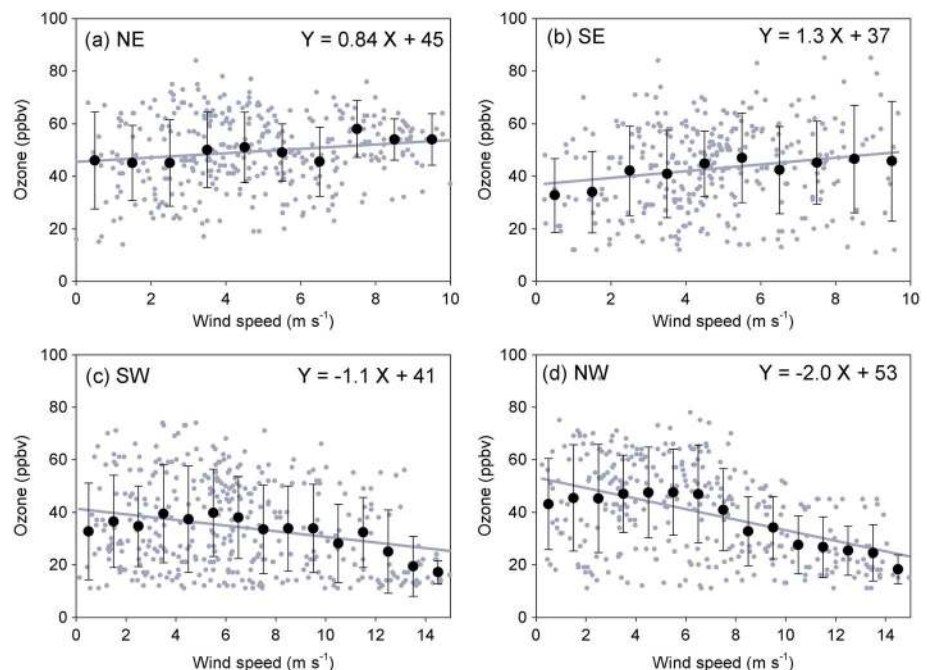 (a) NE Y = 0.84 X + 45
100
80
60
40
20
0
Ozone (ppbv)
0 2 4 6 8 10
Wind speed (m s⁻¹)
(b) SE Y = 1.3 X + 37
100
80
60
40
20
0
Ozone (ppbv)
0 2 4 6 8 10
Wind speed (m s⁻¹)
(c) SW Y = -1.1 X + 41
100
80
60
40
20
0
Ozone (ppbv)
0 2 4 6 8 10 12 14
Wind speed (m s⁻¹)
(d) NW Y = -2.0 X + 53
100
80
60
40
20
0
Ozone (ppbv)
0 2 4 6 8 10 12 14
Wind speed (m s⁻¹)